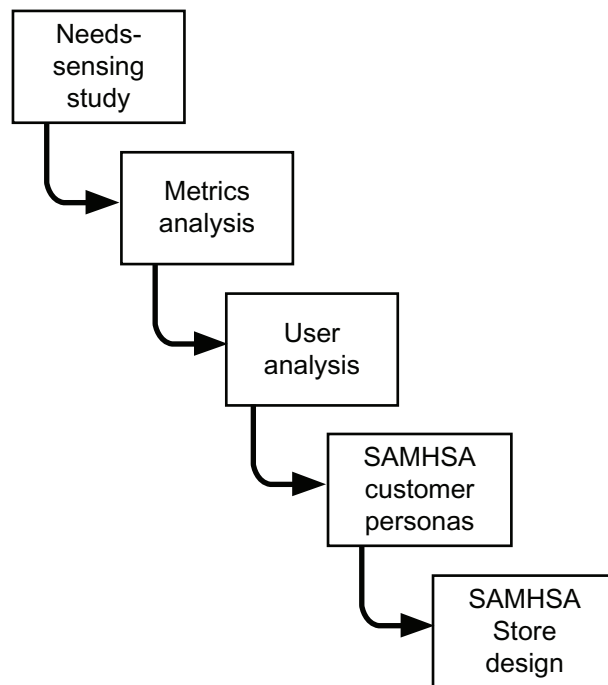 Needs-
sensing
study
Metrics
analysis
User
analysis
SAMHSA
customer
personas
SAMHSA
Store
design